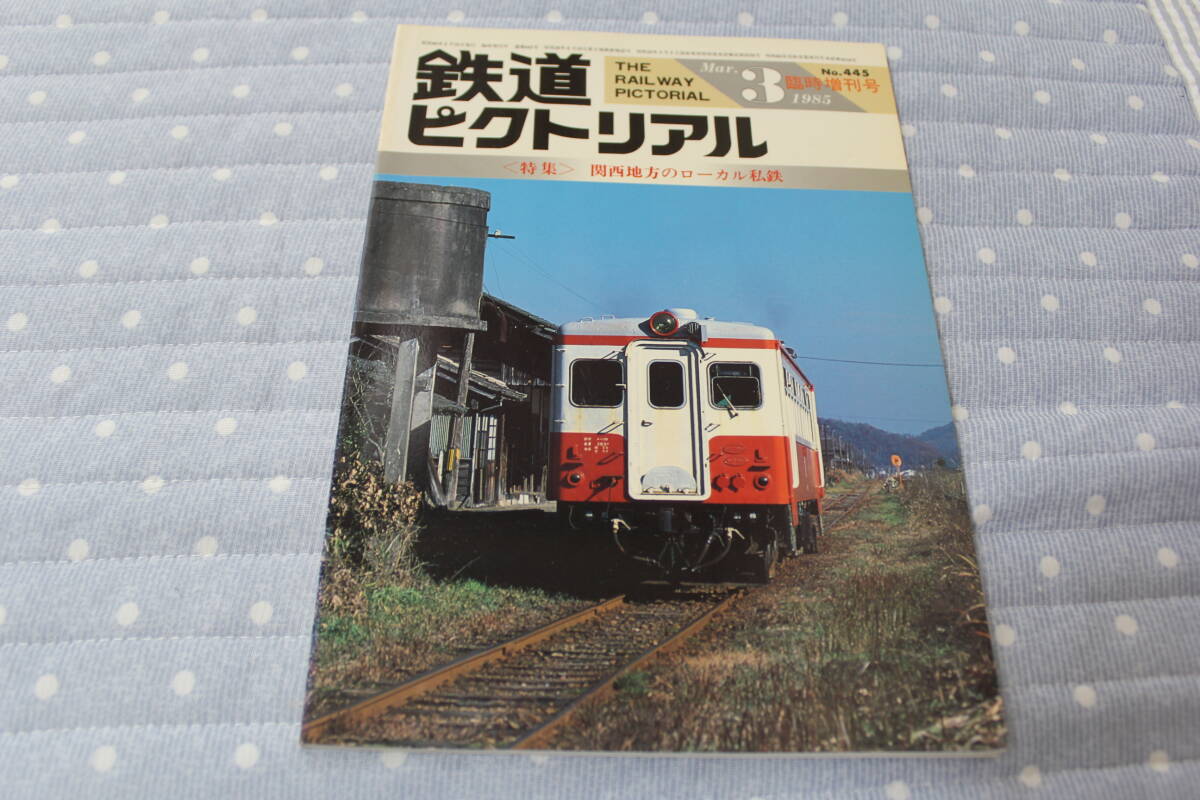 鉄道
ピクトリアル
THE
RAILWAY
PICTORIAL
Mar.
3
1985
No.445
臨時増刊号
〈特集〉 関西地方のローカル私鉄